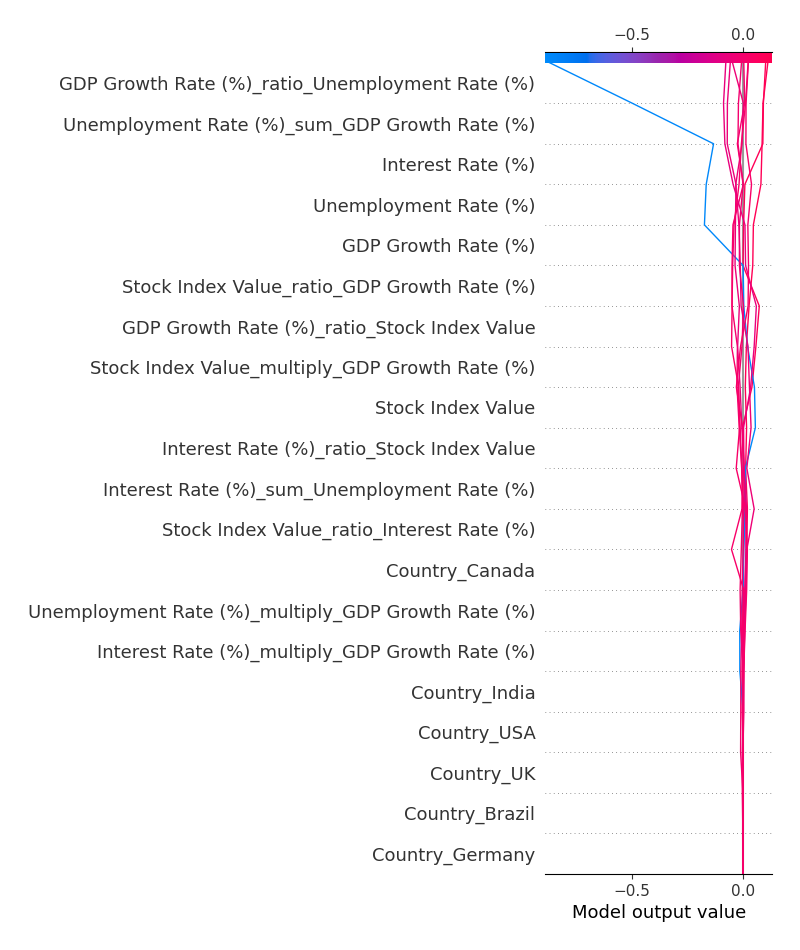 −0.5 0.0
GDP Growth Rate (%)_ratio_Unemployment Rate (%)
Unemployment Rate (%)_sum_GDP Growth Rate (%)
Interest Rate (%)
Unemployment Rate (%)
GDP Growth Rate (%)
Stock Index Value_ratio_GDP Growth Rate (%)
GDP Growth Rate (%)_ratio_Stock Index Value
Stock Index Value_multiply_GDP Growth Rate (%)
Stock Index Value
Interest Rate (%)_ratio_Stock Index Value
Interest Rate (%)_sum_Unemployment Rate (%)
Stock Index Value_ratio_Interest Rate (%)
Country_Canada
Unemployment Rate (%)_multiply_GDP Growth Rate (%)
Interest Rate (%)_multiply_GDP Growth Rate (%)
Country_India
Country_USA
Country_UK
Country_Brazil
Country_Germany
−0.5 0.0
Model output value